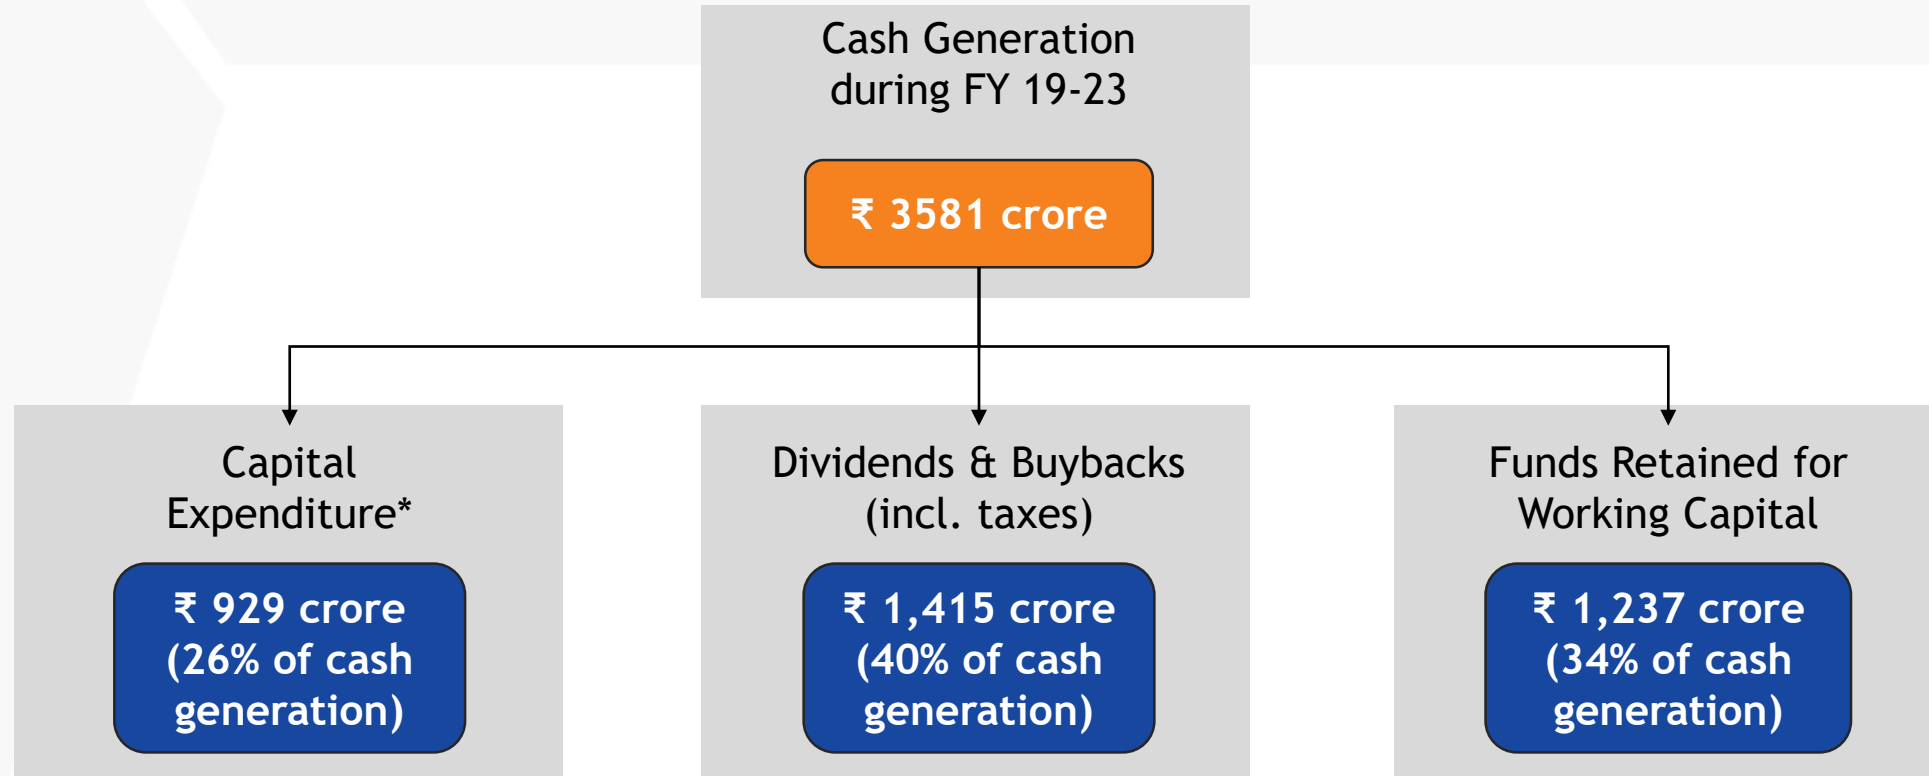 Cash Generation
during FY 19-23
₹ 3581 crore
Capital
Expenditure*
₹ 929 crore
(26% of cash
generation)
Dividends & Buybacks
(incl. taxes)
₹ 1,415 crore
(40% of cash
generation)
Funds Retained for
Working Capital
₹ 1,237 crore
(34% of cash
generation)